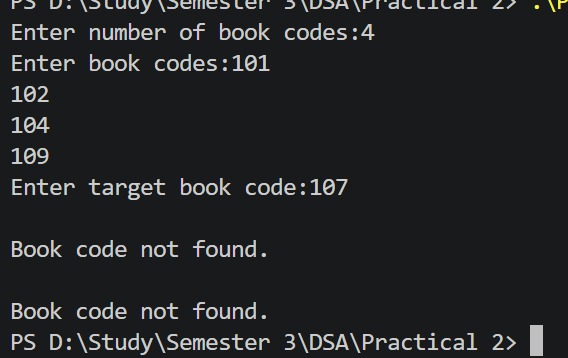 PS D:\Study\Semester 3\DSA\Practical 2> .\P
Enter number of book codes:4
Enter book codes:101
102
104
109
Enter target book code:107
Book code not found.
Book code not found.
PS D:\Study\Semester 3\DSA\Practical 2>